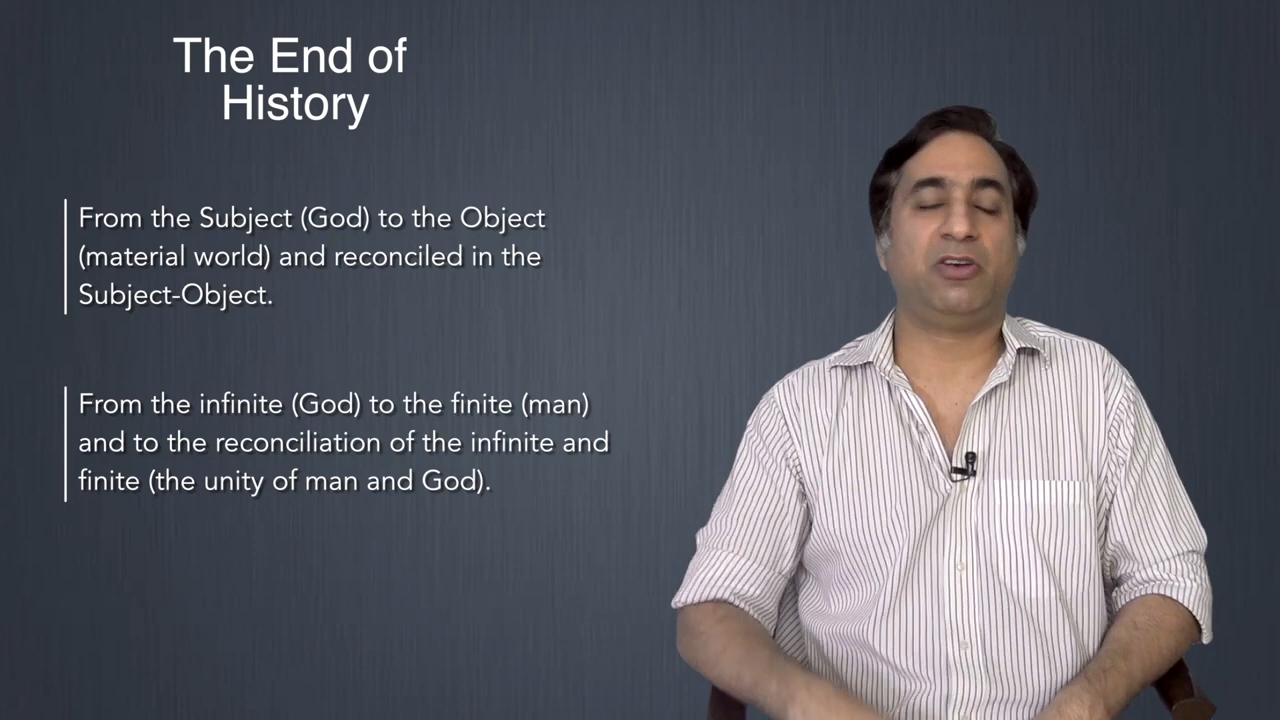 The End of
History
From the Subject (God) to the Object
(material world) and reconciled in the
Subject-Object.
From the infinite (God) to the finite (man)
and to the reconciliation of the infinite and
finite (the unity of man and God).